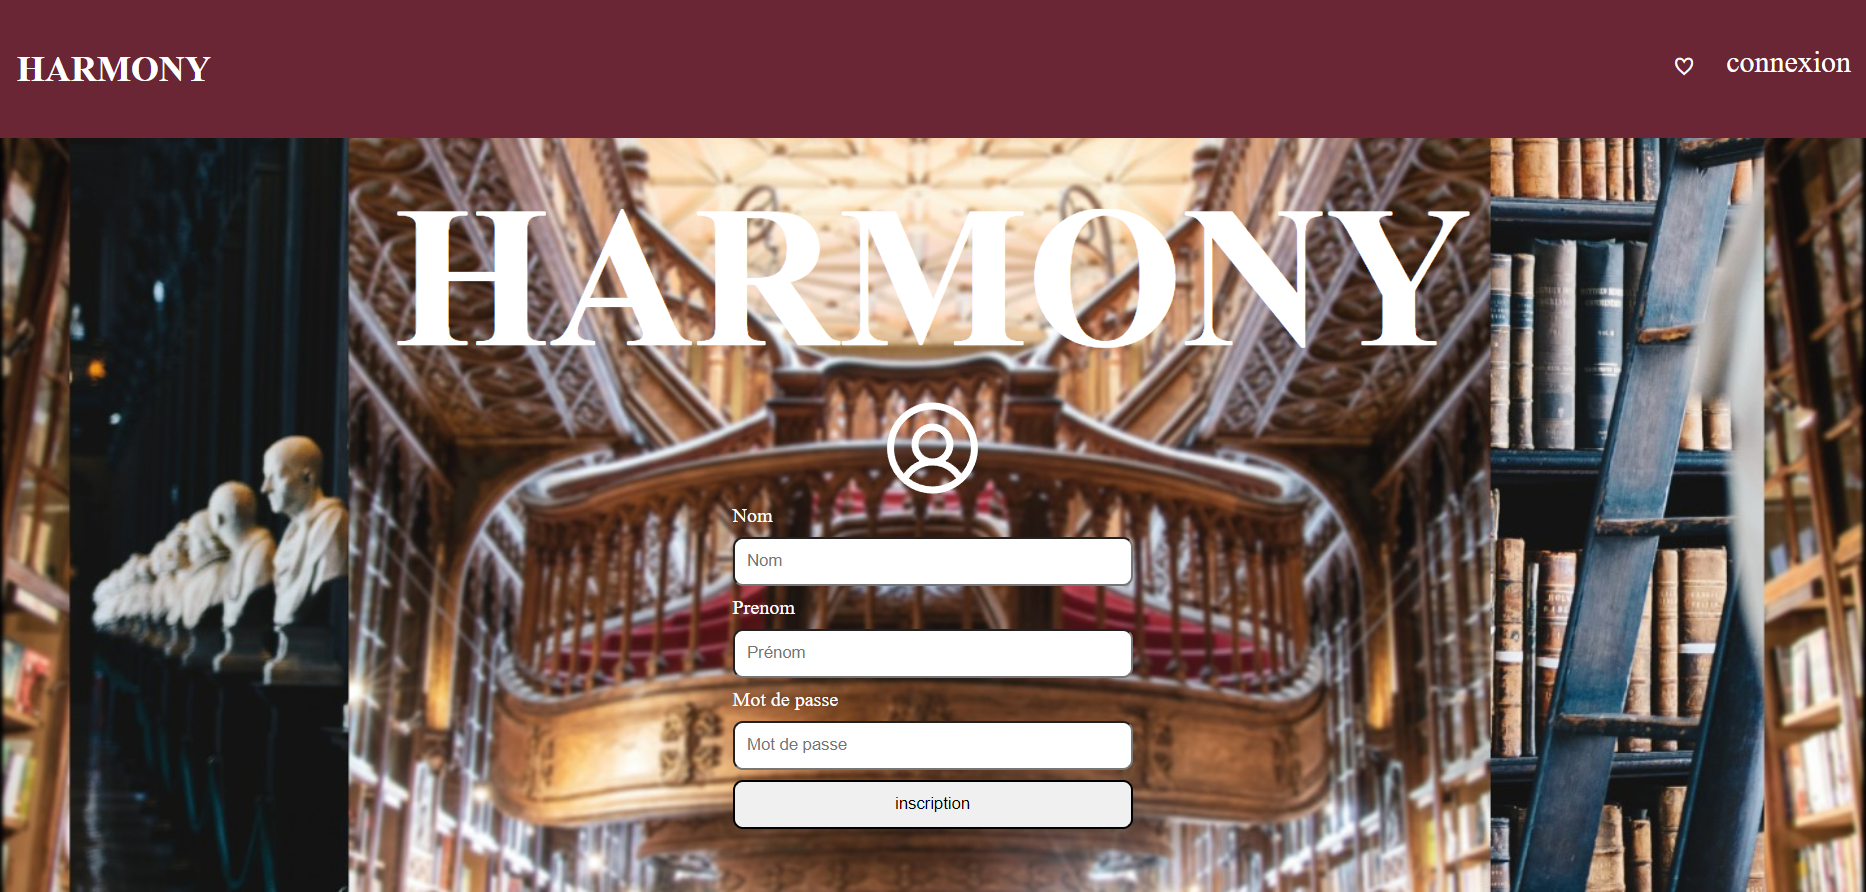 HARMONY
connexion
HARMONY
Nom
Nom
Prenom
Prénom
Mot de passe
Mot de passe
inscription